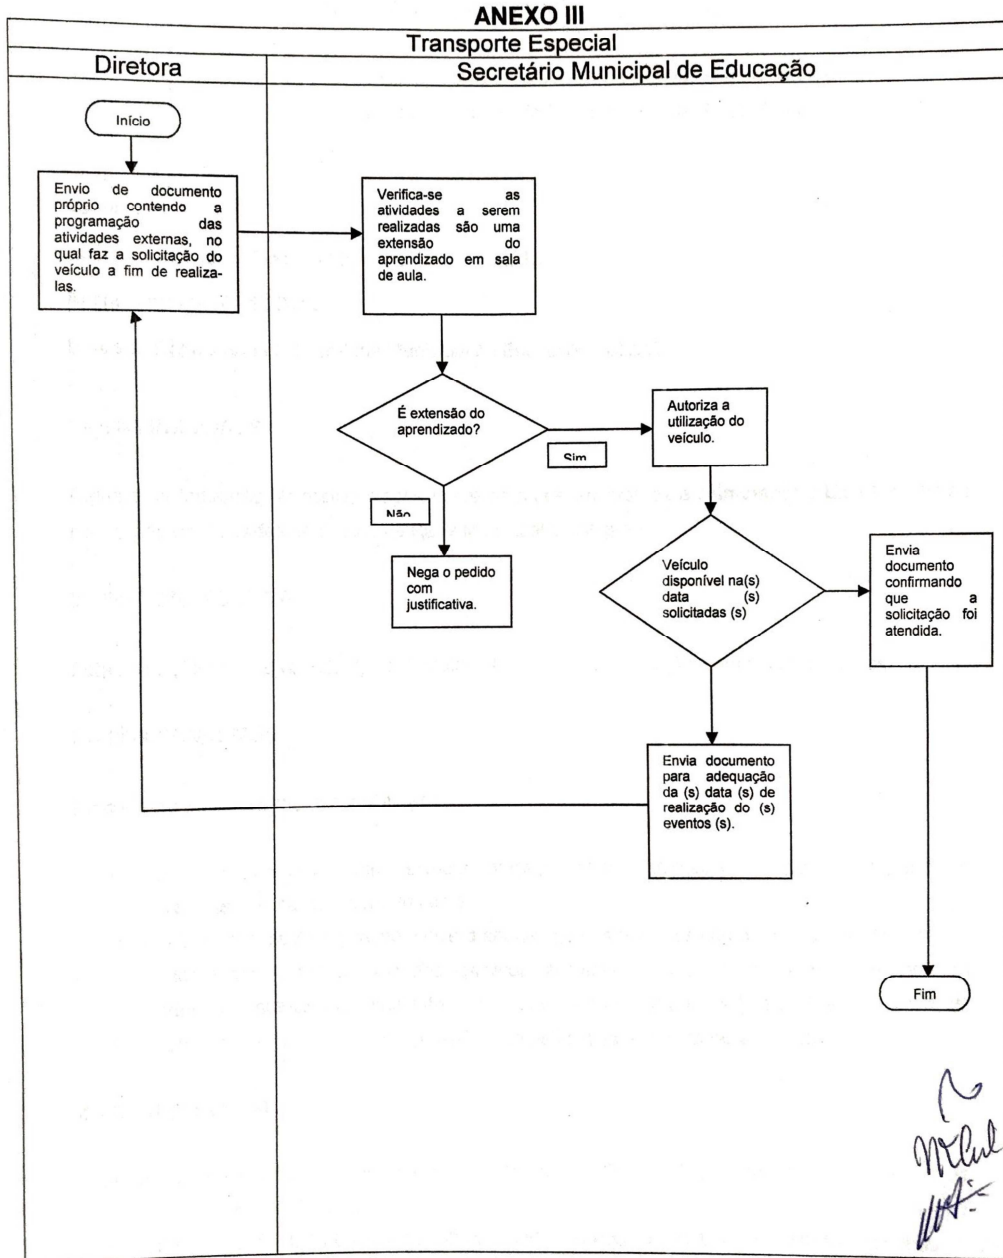 ANEXO III
Transporte Especial
Diretora
Secretário Municipal de Educação
Início
Envio de documento
próprio contendo a
programação das
atividades externas, no
qual faz a solicitação do
veículo a fim de realiza-
las.
Verifica-se as
atividades a serem
realizadas são uma
extensão do
aprendizado em sala
de aula.
É extensão do
aprendizado?
Sim
Autoriza a
utilização do
veículo.
Não
Nega o pedido
com
justificativa.
Veículo
disponível na(s)
data (s)
solicitadas (s)
Envia
documento
confirmando
que a
solicitação foi
atendida.
Envia documento
para adequação
da (s) data (s) de
realização do (s)
eventos (s).
Fim